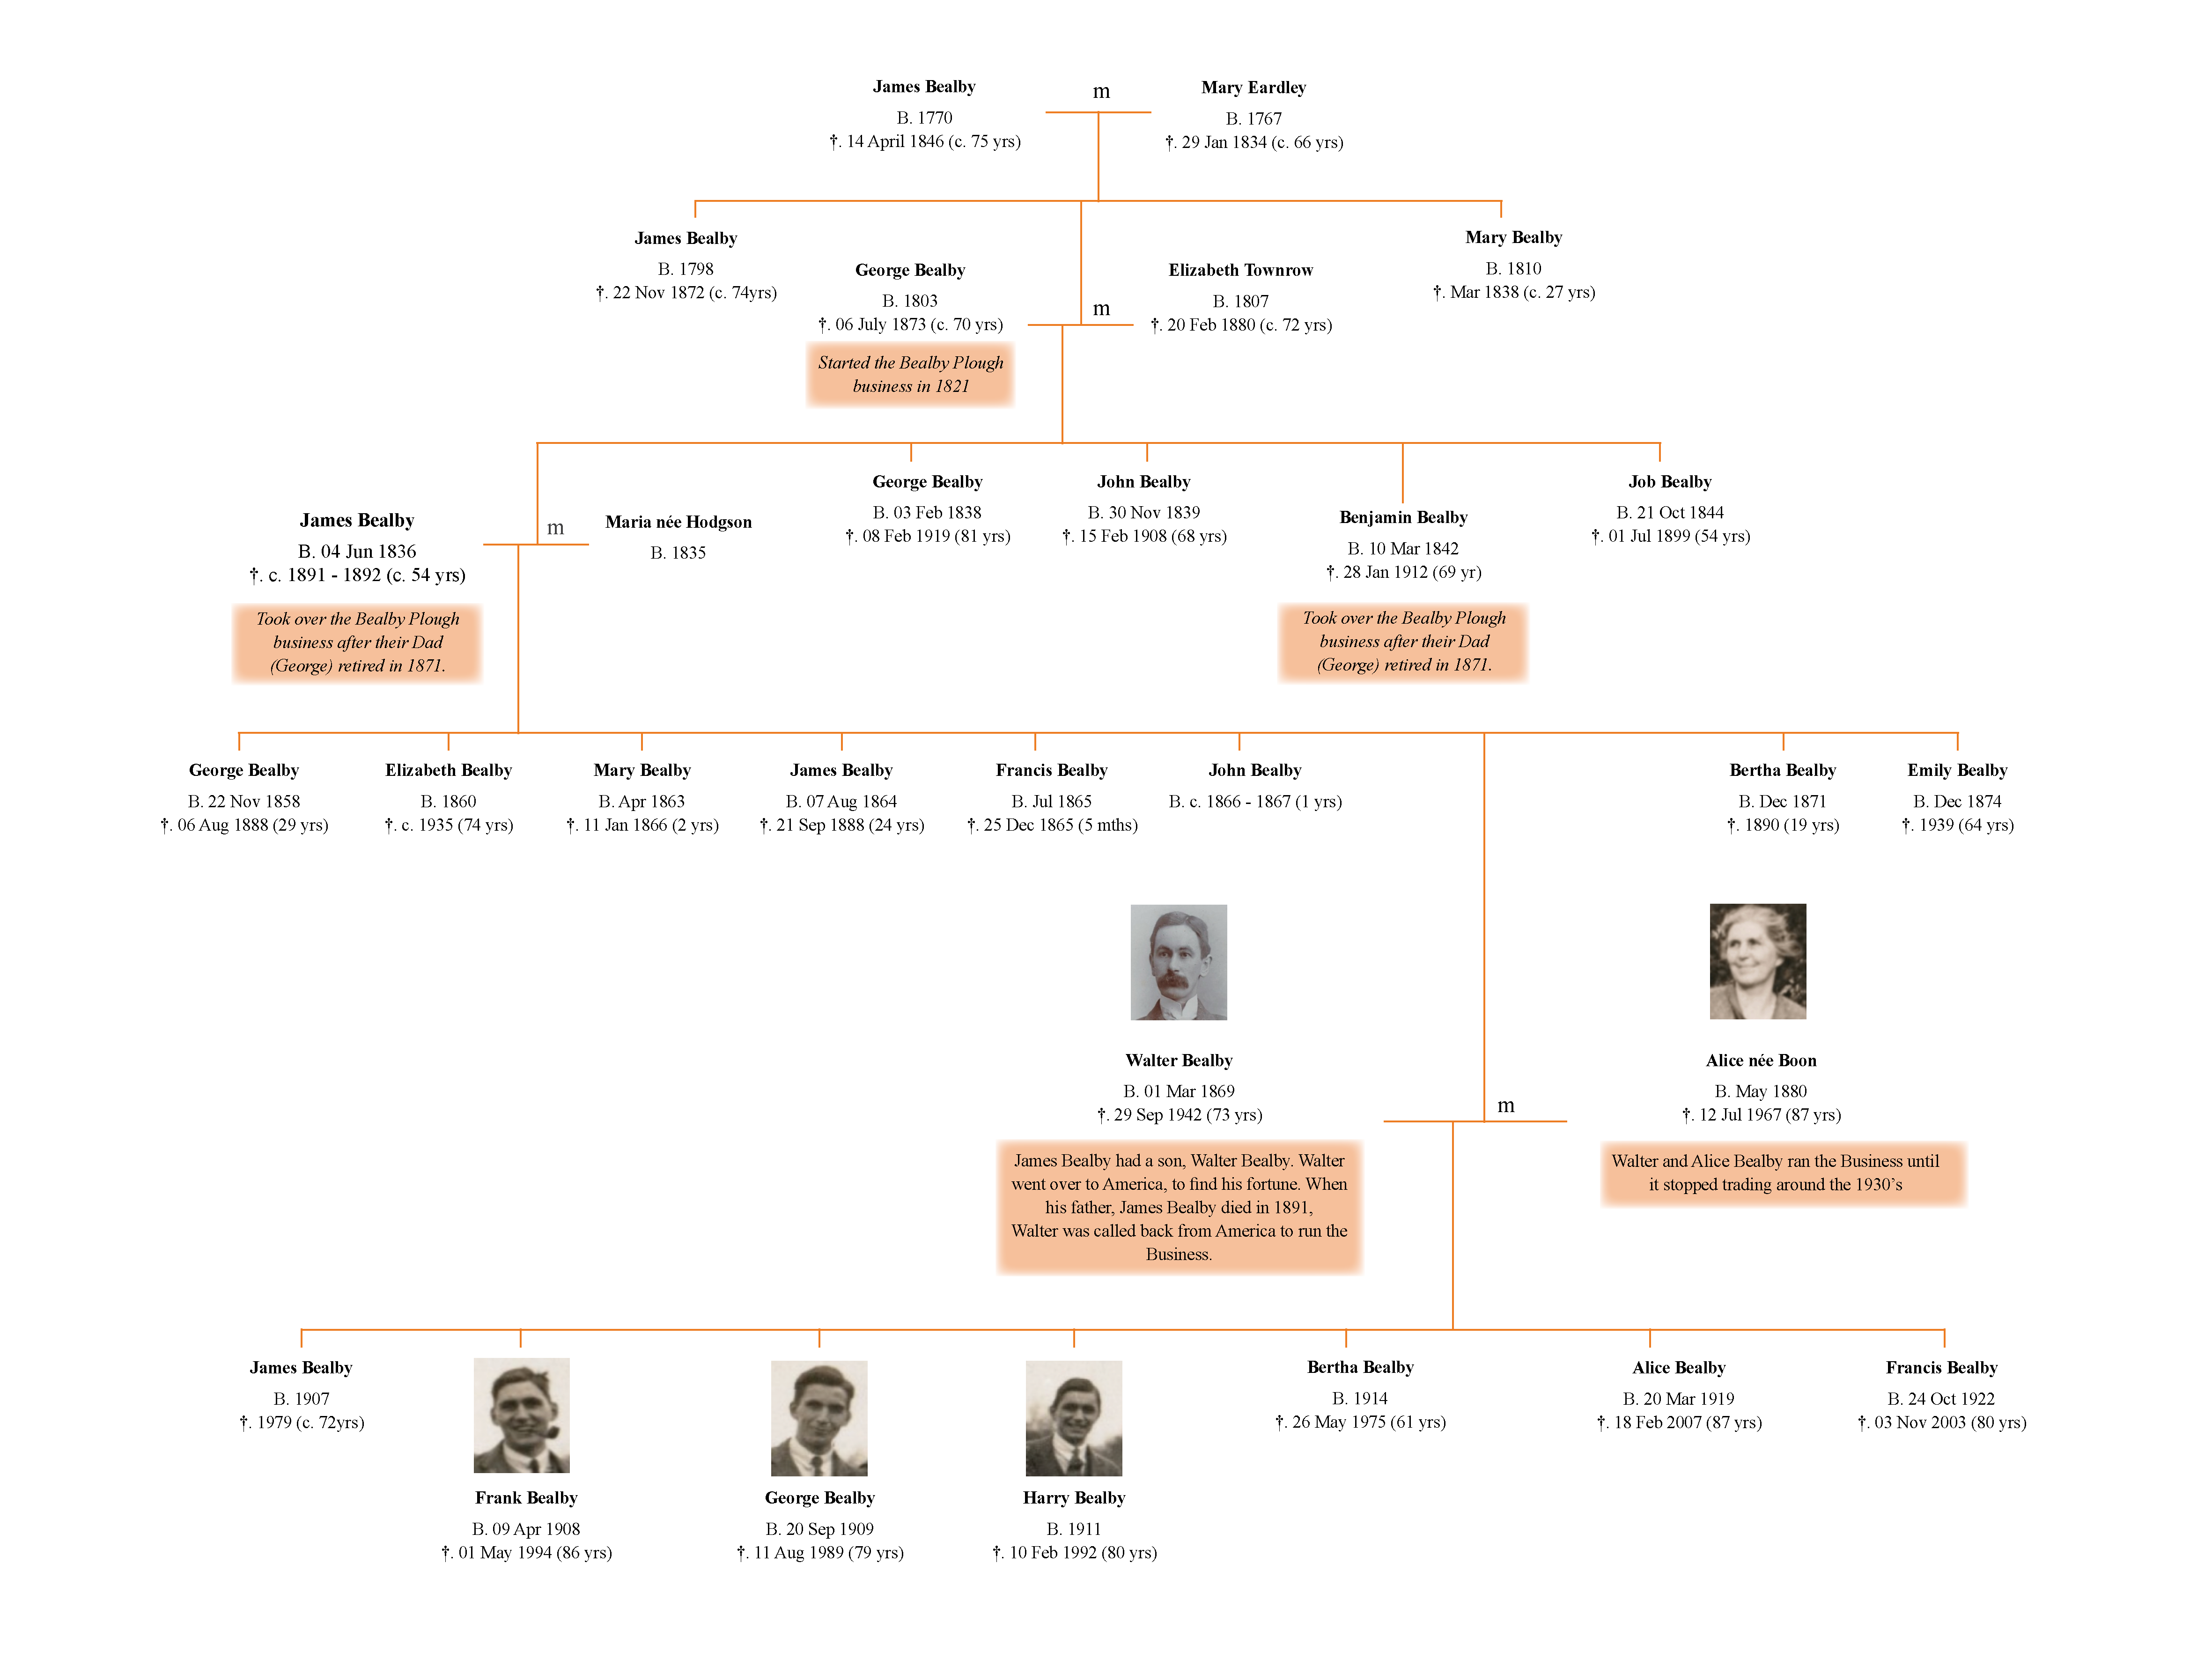 James Bealby
B. 1770
†. 14 April 1846 (c. 75 yrs)
m
Mary Eardley
B. 1767
†. 29 Jan 1834 (c. 66 yrs)
James Bealby
B. 1798
†. 22 Nov 1872 (c. 74yrs)
George Bealby
B. 1803
†. 06 July 1873 (c. 70 yrs)
Started the Bealby Plough
business in 1821
m
Elizabeth Townrow
B. 1807
†. 20 Feb 1880 (c. 72 yrs)
Mary Bealby
B. 1810
†. Mar 1838 (c. 27 yrs)
James Bealby
B. 04 Jun 1836
†. c. 1891 - 1892 (c. 54 yrs)
Took over the Bealby Plough
business after their Dad
(George) retired in 1871.
m
Maria née Hodgson
B. 1835
George Bealby
B. 03 Feb 1838
†. 08 Feb 1919 (81 yrs)
John Bealby
B. 30 Nov 1839
†. 15 Feb 1908 (68 yrs)
Benjamin Bealby
B. 10 Mar 1842
†. 28 Jan 1912 (69 yr)
Took over the Bealby Plough
business after their Dad
(George) retired in 1871.
Job Bealby
B. 21 Oct 1844
†. 01 Jul 1899 (54 yrs)
George Bealby
B. 22 Nov 1858
†. 06 Aug 1888 (29 yrs)
Elizabeth Bealby
B. 1860
†. c. 1935 (74 yrs)
Mary Bealby
B. Apr 1863
†. 11 Jan 1866 (2 yrs)
James Bealby
B. 07 Aug 1864
†. 21 Sep 1888 (24 yrs)
Francis Bealby
B. Jul 1865
†. 25 Dec 1865 (5 mths)
John Bealby
B. c. 1866 - 1867 (1 yrs)
Bertha Bealby
B. Dec 1871
†. 1890 (19 yrs)
Emily Bealby
B. Dec 1874
†. 1939 (64 yrs)
Walter Bealby
B. 01 Mar 1869
†. 29 Sep 1942 (73 yrs)
James Bealby had a son, Walter Bealby. Walter
went over to America, to find his fortune. When
his father, James Bealby died in 1891,
Walter was called back from America to run the
Business.
m
Alice née Boon
B. May 1880
†. 12 Jul 1967 (87 yrs)
Walter and Alice Bealby ran the Business until
it stopped trading around the 1930’s
James Bealby
B. 1907
†. 1979 (c. 72yrs)
Frank Bealby
B. 09 Apr 1908
†. 01 May 1994 (86 yrs)
George Bealby
B. 20 Sep 1909
†. 11 Aug 1989 (79 yrs)
Harry Bealby
B. 1911
†. 10 Feb 1992 (80 yrs)
Bertha Bealby
B. 1914
†. 26 May 1975 (61 yrs)
Alice Bealby
B. 20 Mar 1919
†. 18 Feb 2007 (87 yrs)
Francis Bealby
B. 24 Oct 1922
†. 03 Nov 2003 (80 yrs)